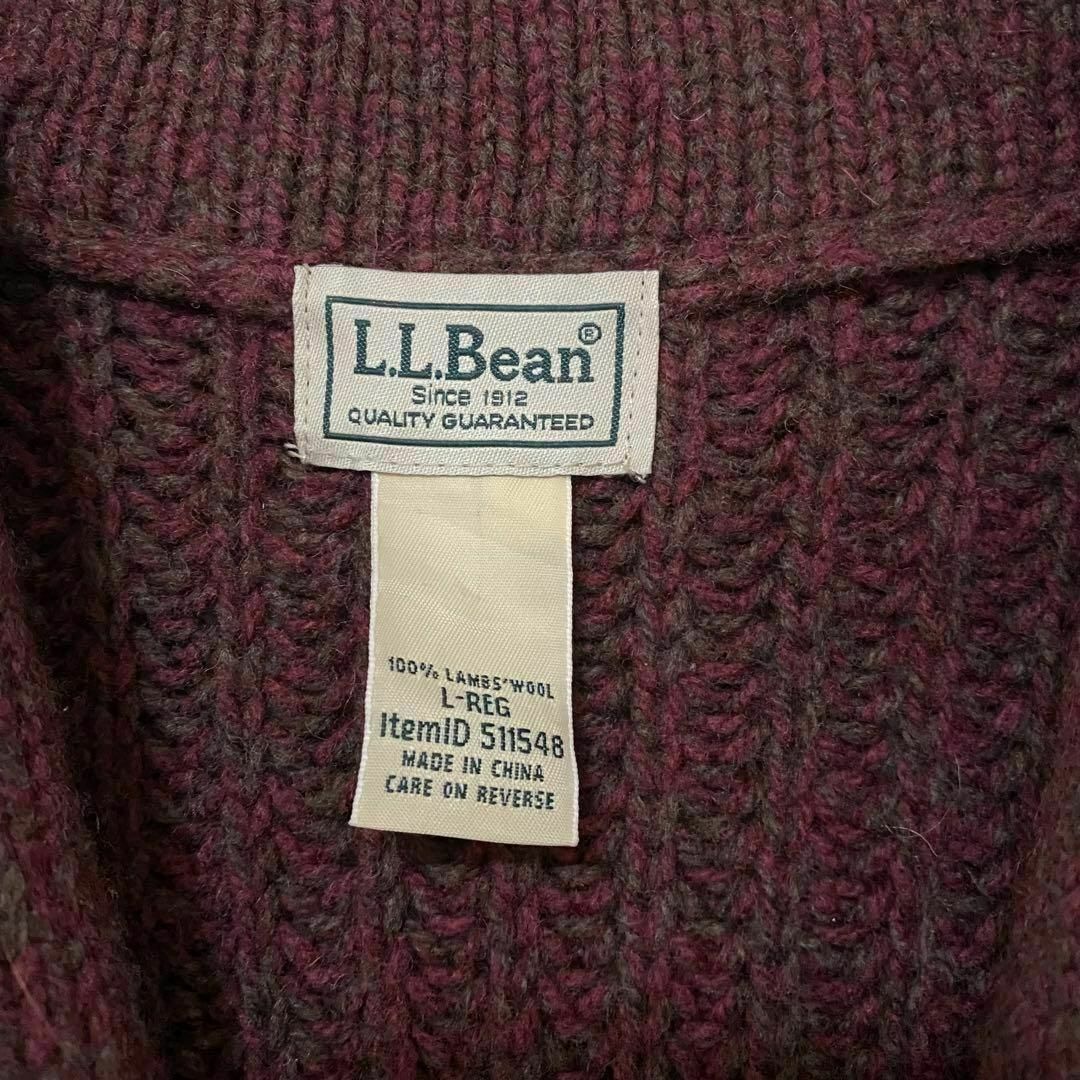 L.L.Bean®
Since 1912
QUALITY GUARANTEED
100% LAMBS'WOOL
L-REG
ItemID 511548
MADE IN CHINA
CARE ON REVERSE